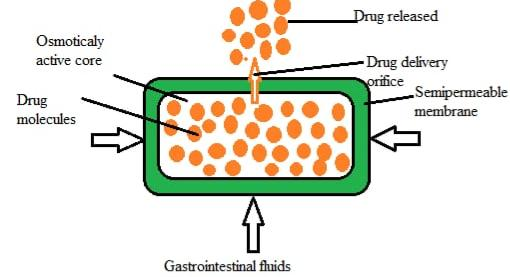 Drug released
Osmoticaly
active core
Drug delivery
orifice
Semipermeable
membrane
Drug
molecules
Gastrointestinal fluids